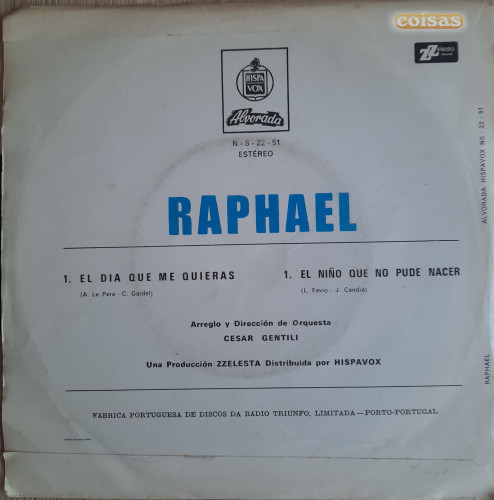 coisas
ZZelesta
HISPA
VOX
Alvorada
N - S - 22 - 51
ESTÉREO
RAPHAEL
1. EL DIA QUE ME QUIERAS
(A. Le Pera - C. Gardel)
1. EL NIÑO QUE NO PUDE NACER
(L. Favio - J. Candia)
Arreglo y Dirección de Orquesta
CESAR GENTILI
Una Producción ZZELESTA Distribuida por HISPAVOX
FABRICA PORTUGUESA DE DISCOS DA RADIO TRIUNFO, LIMITADA — PORTO-PORTUGAL
ALVORADA HISPAVOX NS - 22 - 51
RAPHAEL